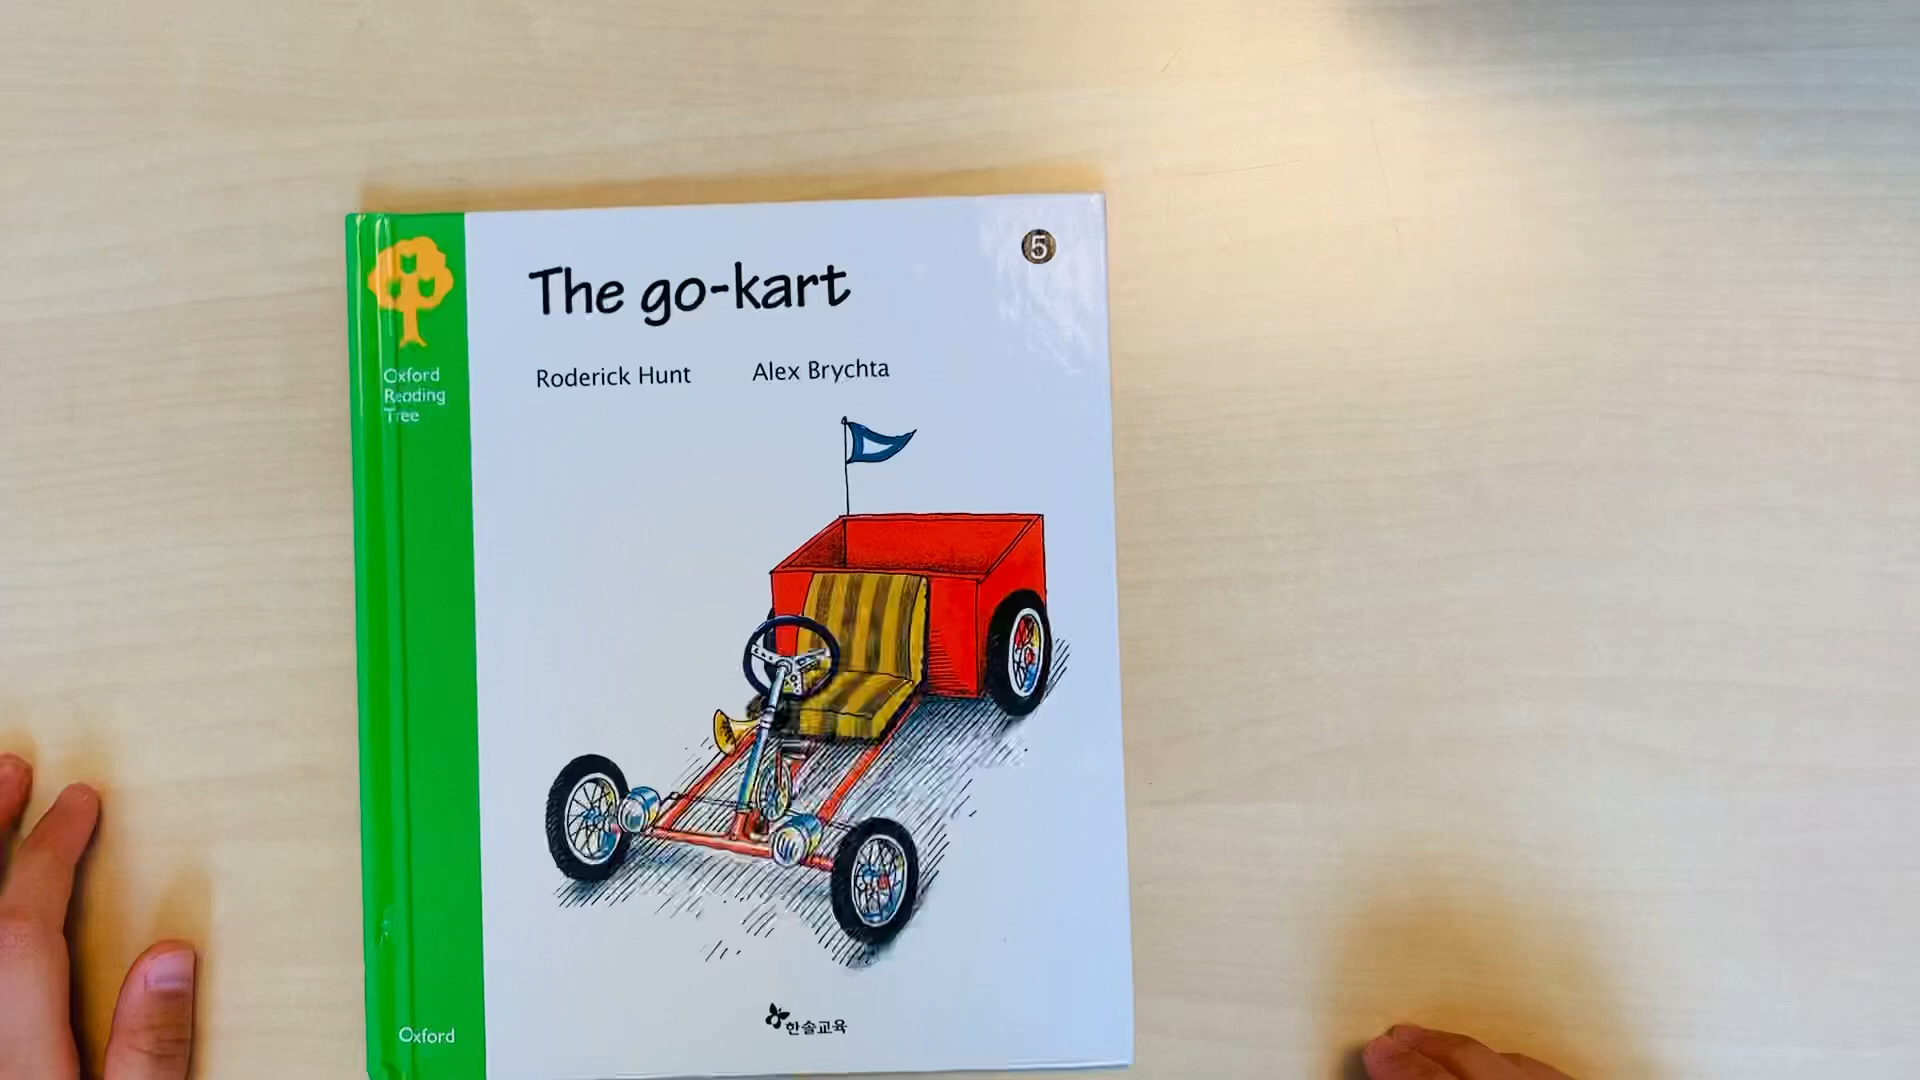 5
The go-kart
Roderick Hunt Alex Brychta
Oxford
Reading
Tree
Oxford
한솔교육